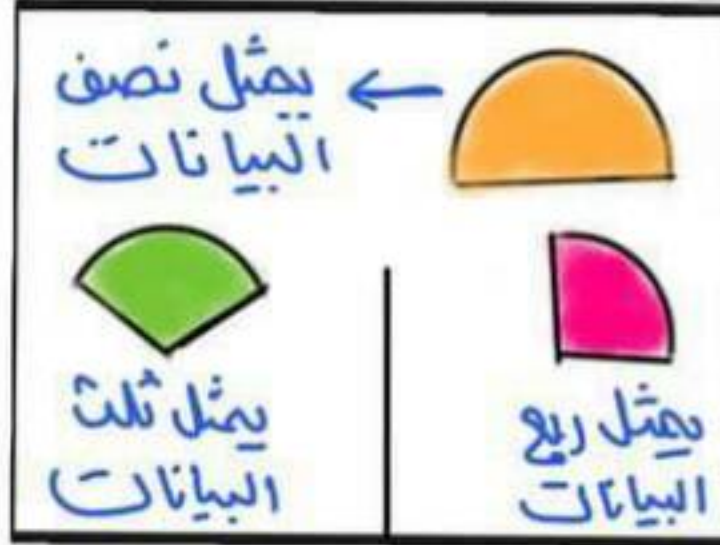 يمثل نصف
البيانات
يمثل ربع
البيانات
يمثل ثلث
البيانات